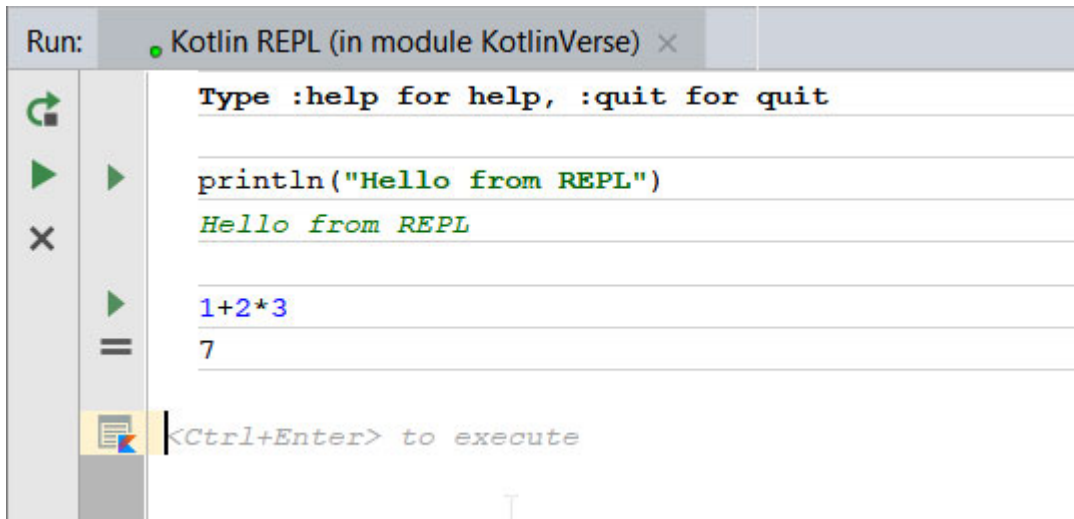 Run: Kotlin REPL (in module KotlinVerse)
Type :help for help, :quit for quit
println("Hello from REPL")
Hello from REPL
1+2*3
7
<Ctrl+Enter> to execute